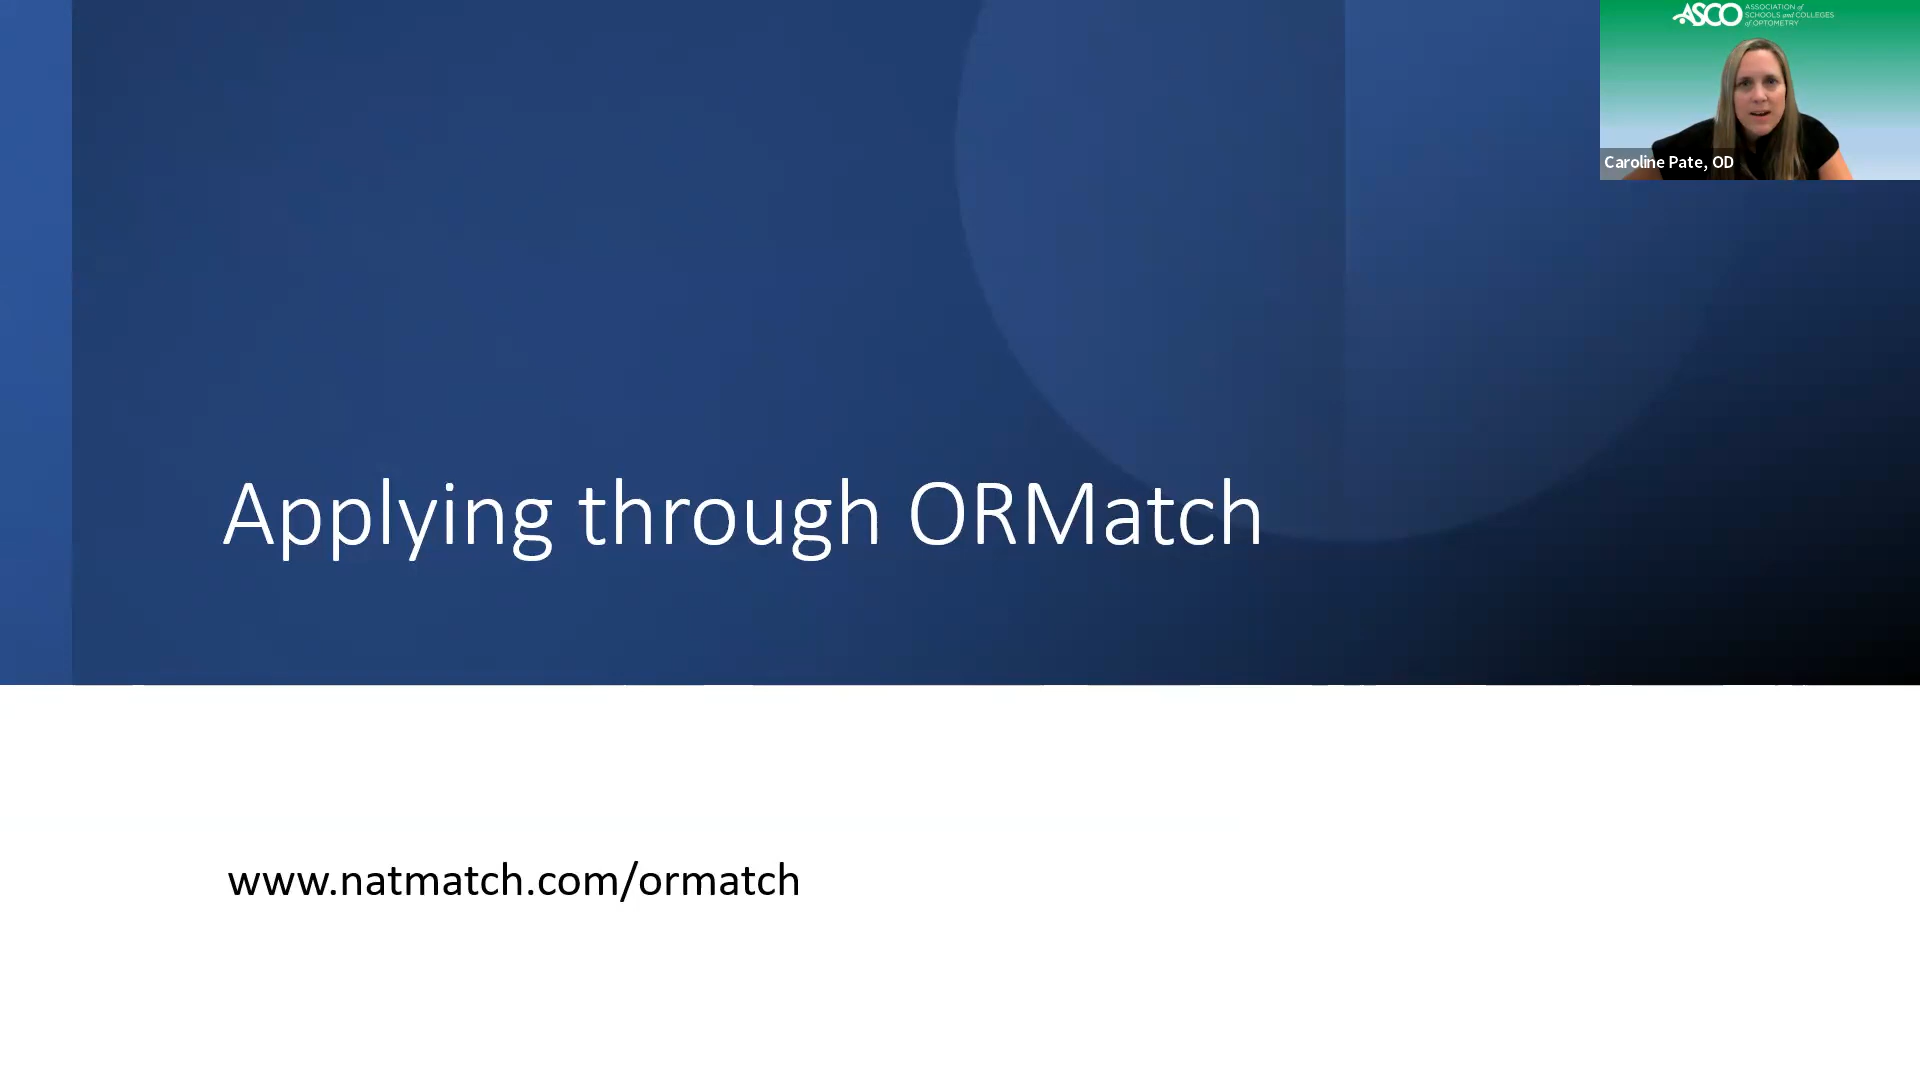 ASCO
ASSOCIATION of
SCHOOLS and COLLEGES
of OPTOMETRY
Caroline Pate, OD
Applying through ORMatch
www.natmatch.com/ormatch